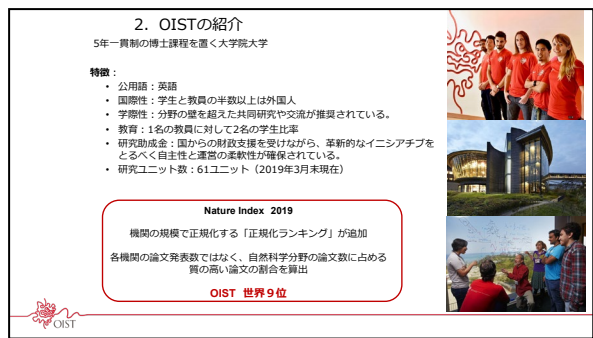 2．OISTの紹介
5年一貫制の博士課程を置く大学院大学
特徴：
• 公用語：英語
• 国際性：学生と教員の半数以上は外国人
• 学際性：分野の壁を超えた共同研究や交流が推奨されている。
• 教育：1名の教員に対して2名の学生比率
• 研究助成金：国からの財政支援を受けながら、革新的なイニシアチブを
とるべく自主性と運営の柔軟性が確保されている。
• 研究ユニット数：61ユニット（2019年3月末現在）
Nature Index 2019
機関の規模で正規化する「正規化ランキング」が追加
各機関の論文発表数ではなく、自然科学分野の論文数に占める
質の高い論文の割合を算出
OIST 世界９位
OIST